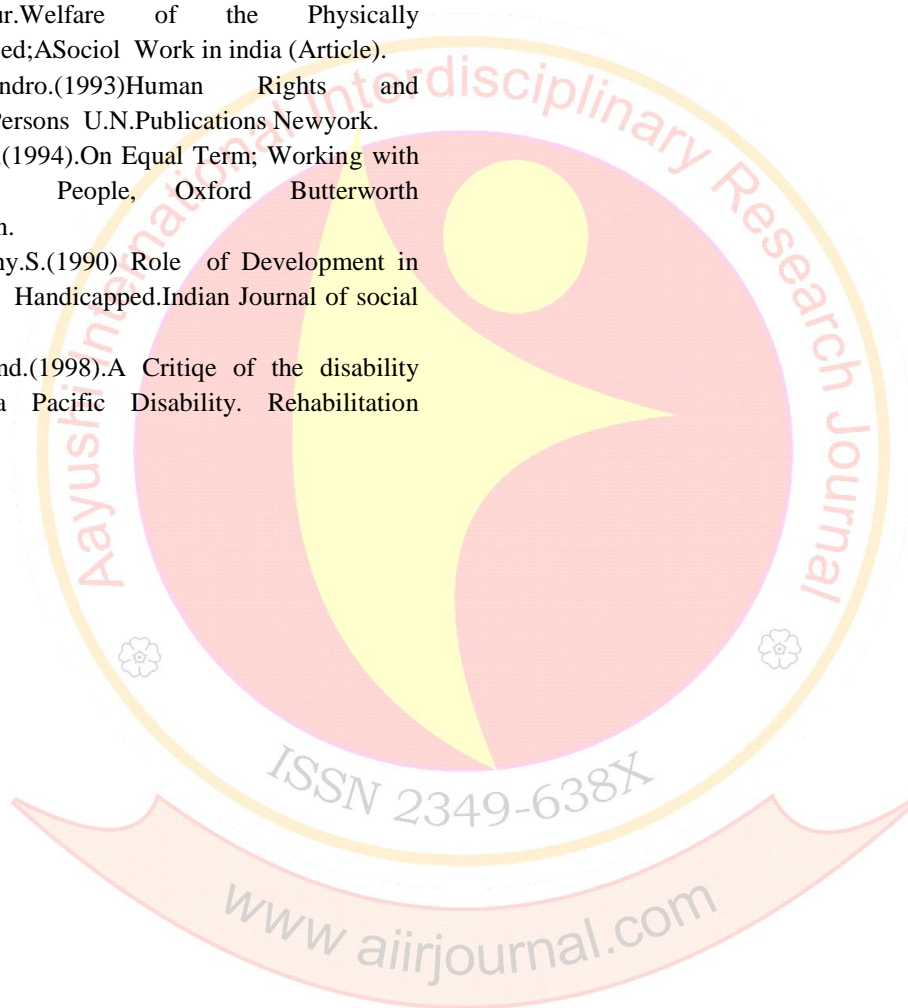 ur.Welfare of the Physically
ed;ASociol Work in india (Article).
ndro.(1993)Human Rights and
Persons U.N.Publications Newyork.
,(1994).On Equal Term; Working with
People, Oxford Butterworth
n.
ny.S.(1990) Role of Development in
Handicapped.Indian Journal of social
nd.(1998).A Critiqe of the disability
a Pacific Disability. Rehabilitation
Aayushi International Interdisciplinary Research Journal
ISSN 2349-638X
www aiirjournal.com